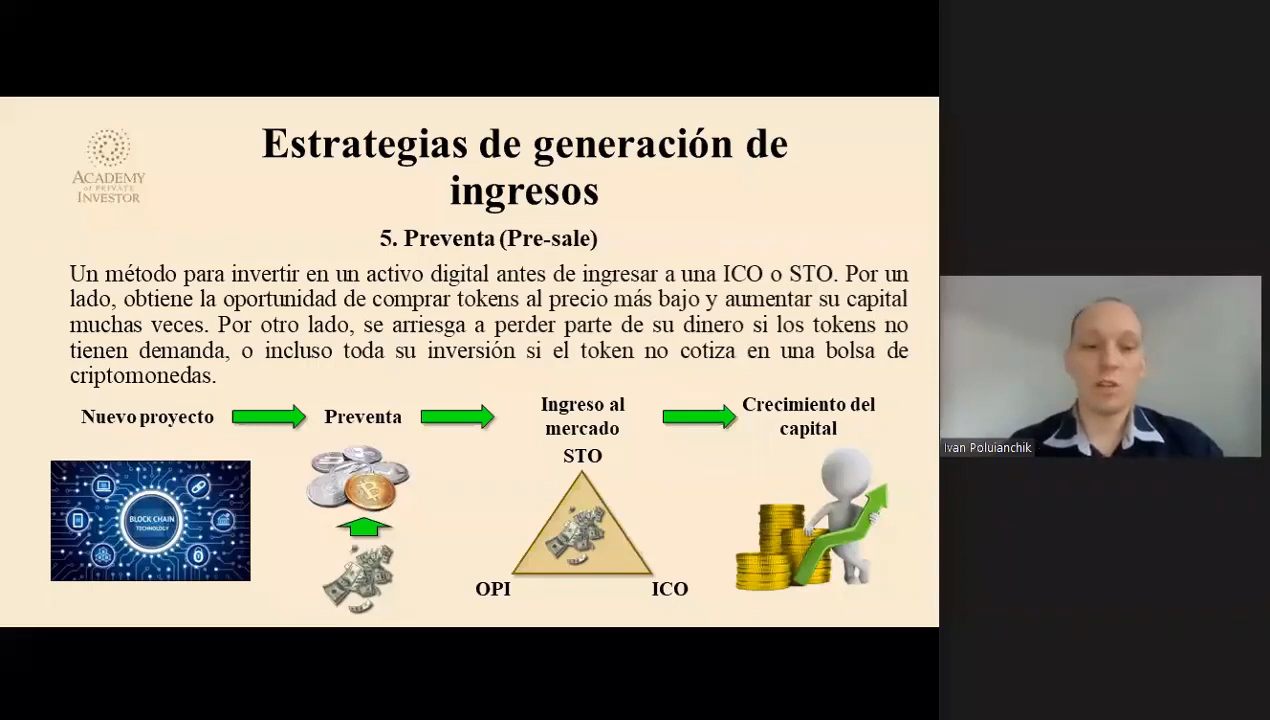 ACADEMY
of PRIVATE
INVESTOR
Estrategias de generación de
ingresos
5. Preventa (Pre-sale)
Un método para invertir en un activo digital antes de ingresar a una ICO o STO. Por un
lado, obtiene la oportunidad de comprar tokens al precio más bajo y aumentar su capital
muchas veces. Por otro lado, se arriesga a perder parte de su dinero si los tokens no
tienen demanda, o incluso toda su inversión si el token no cotiza en una bolsa de
criptomonedas.
Nuevo proyecto
Preventa
Ingreso al
mercado
Crecimiento del
capital
STO
OPI
ICO
BLOCK CHAIN
TECHNOLOGY
Ivan Poluianchik